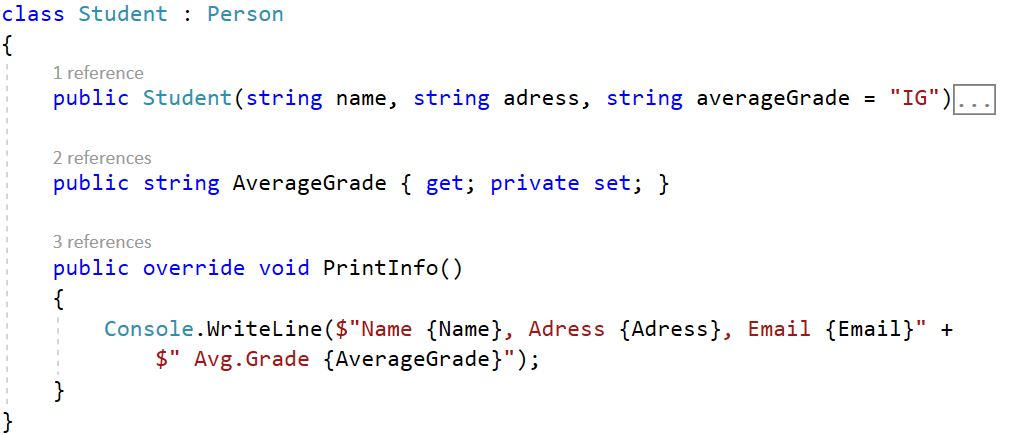 class Student : Person
{
1 reference
public Student(string name, string adress, string averageGrade = "IG")...
2 references
public string AverageGrade { get; private set; }
3 references
public override void PrintInfo()
{
Console.WriteLine($"Name {Name}, Adress {Adress}, Email {Email}" +
$" Avg.Grade {AverageGrade}");
}
}